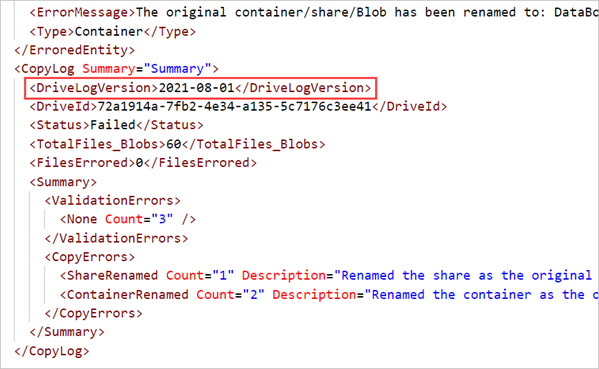 <ErrorMessage>The original container/share/Blob has been renamed to: DataBo
<Type>Container</Type>
</ErroredEntity>
<CopyLog Summary="Summary">
<DriveLogVersion>2021-08-01</DriveLogVersion>
<DriveId>72a1914a-7fb2-4e34-a135-5c7176c3ee41</DriveId>
<Status>Failed</Status>
<TotalFiles_Blobs>60</TotalFiles_Blobs>
<FilesErrored>0</FilesErrored>
<Summary>
<ValidationErrors>
<None Count="3" />
</ValidationErrors>
<CopyErrors>
<ShareRenamed Count="1" Description="Renamed the share as the original
<ContainerRenamed Count="2" Description="Renamed the container as the o
</CopyErrors>
</Summary>
</CopyLog>